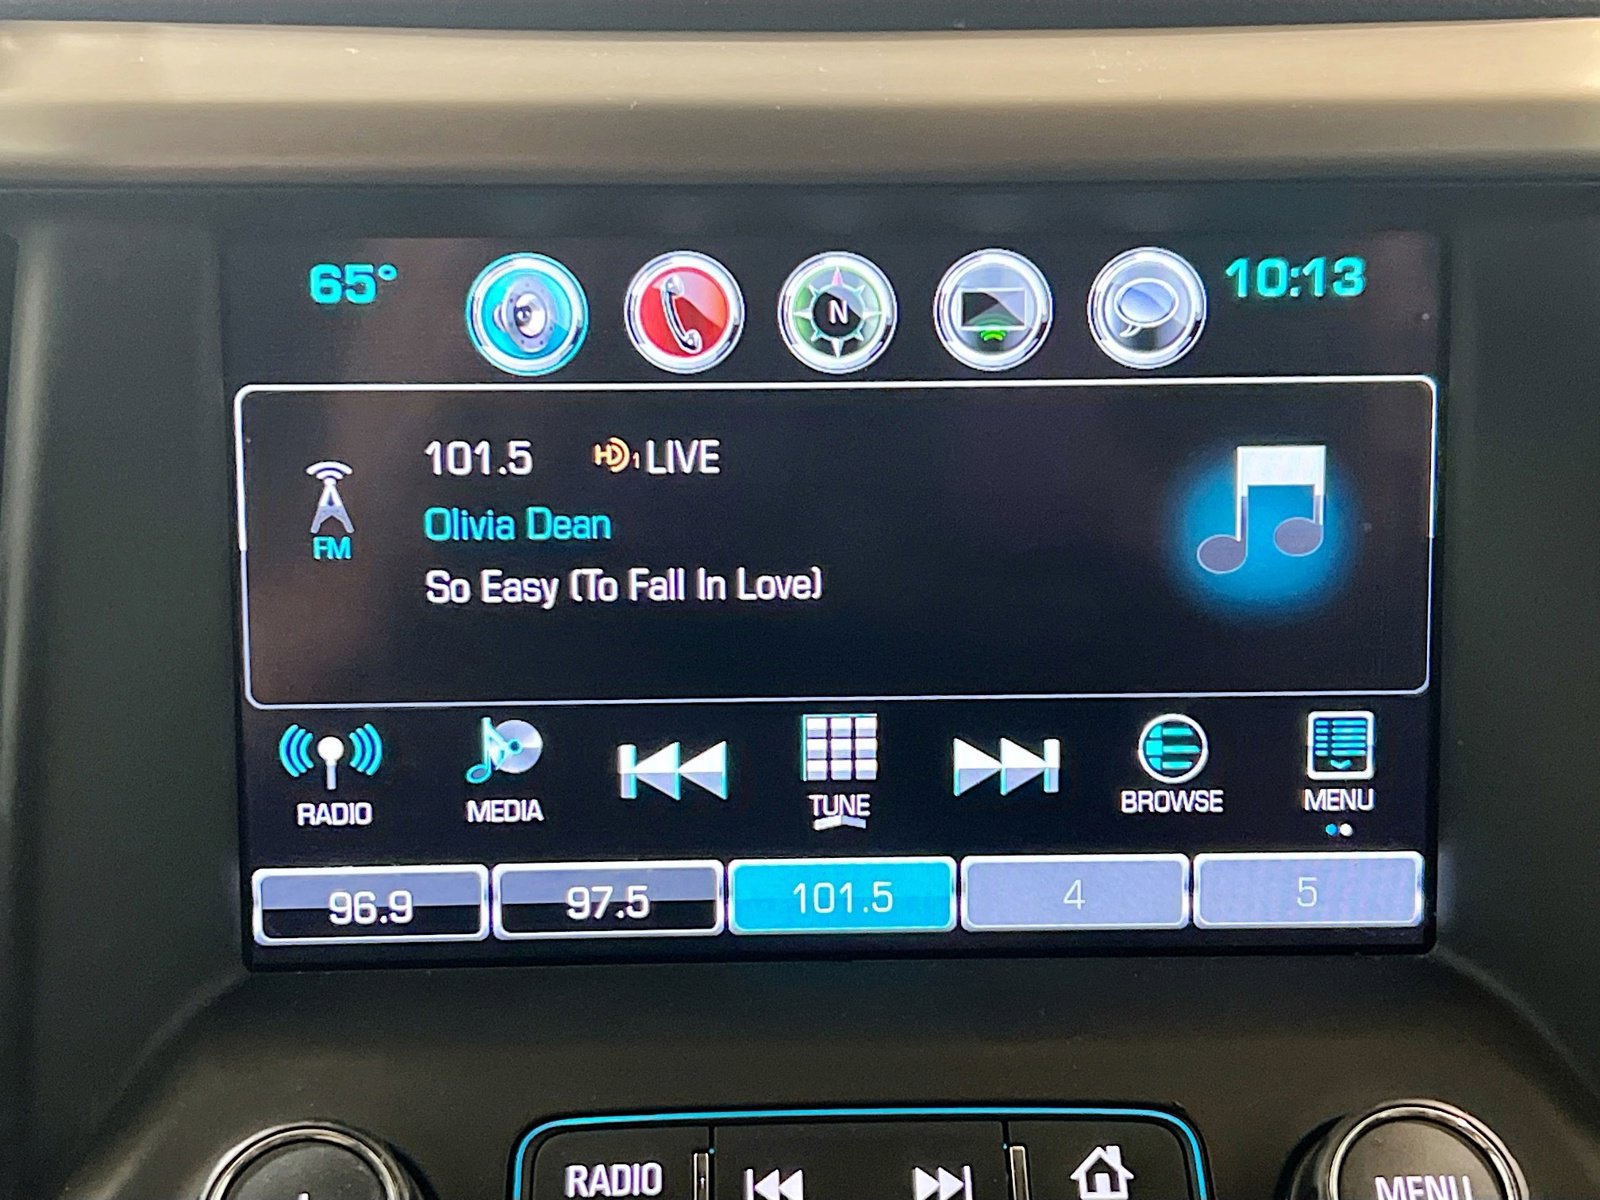 65° N 10:13
101.5 HD1 LIVE
FM
Olivia Dean
So Easy (To Fall In Love)
RADIO MEDIA TUNE BROWSE MENU
96.9 97.5 101.5 4 5
RADIO MENU